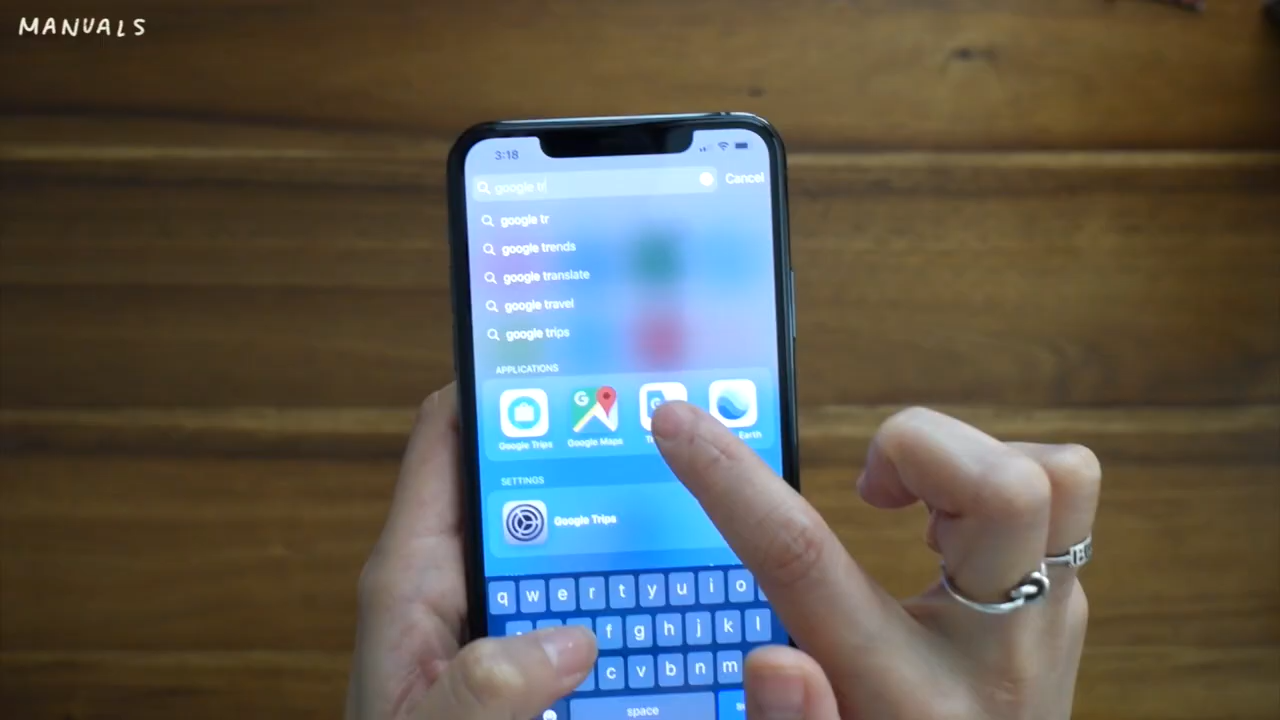 MANUALS
3:18
google tr
Cancel
google tr
google trends
google translate
google travel
google trips
APPLICATIONS
Google Trips
Google Maps
Earth
SETTINGS
Google Trips
q w e r t y u i o
f g h j k l
c v b n m
space